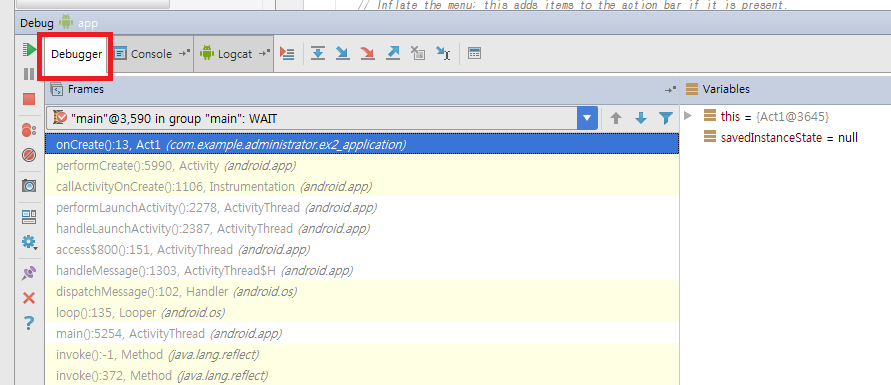 // Inflate the menu; this adds items to the action bar if it is present.
Debug app
Debugger Console Logcat
Frames
Variables
"main"@3,590 in group "main": WAIT
this = {Act1@3645}
savedInstanceState = null
onCreate():13, Act1 (com.example.administrator.ex2_application)
performCreate():5990, Activity (android.app)
callActivityOnCreate():1106, Instrumentation (android.app)
performLaunchActivity():2278, ActivityThread (android.app)
handleLaunchActivity():2387, ActivityThread (android.app)
access$800():151, ActivityThread (android.app)
handleMessage():1303, ActivityThread$H (android.app)
dispatchMessage():102, Handler (android.os)
loop():135, Looper (android.os)
main():5254, ActivityThread (android.app)
invoke():-1, Method (java.lang.reflect)
invoke():372, Method (java.lang.reflect)